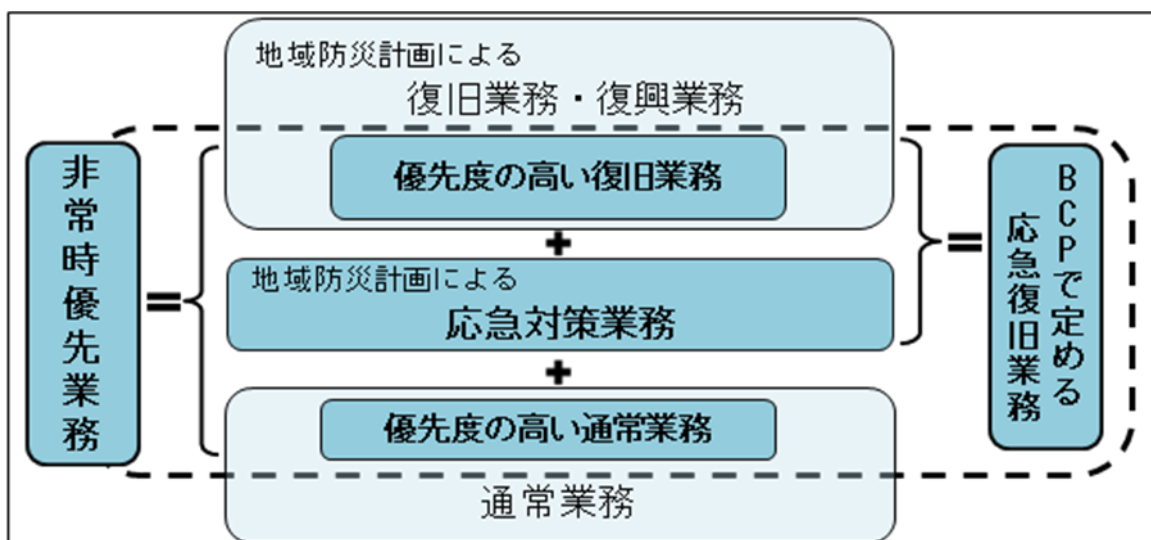 地域防災計画による
復旧業務・復興業務
優先度の高い復旧業務
非常時優先業務
=
+
地域防災計画による
応急対策業務
=
BCPで定める
応急復旧業務
+
優先度の高い通常業務
通常業務